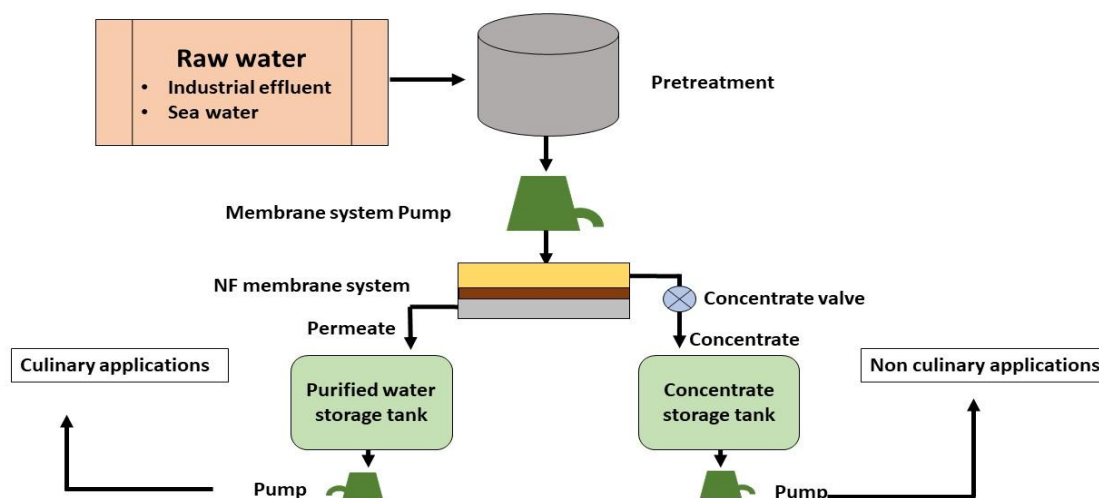 Raw water
• Industrial effluent
• Sea water
Pretreatment
Membrane system Pump
NF membrane system
Concentrate valve
Permeate
Concentrate
Culinary applications
Non culinary applications
Purified water
storage tank
Concentrate
storage tank
Pump
Pump